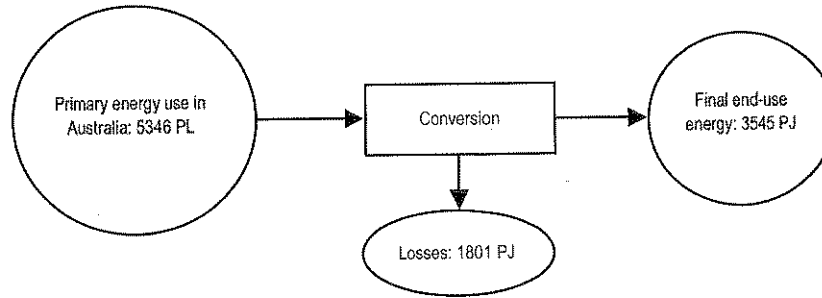 Primary energy use in
Australia: 5346 PL
Conversion
Final end-use
energy: 3545 PJ
Losses: 1801 PJ